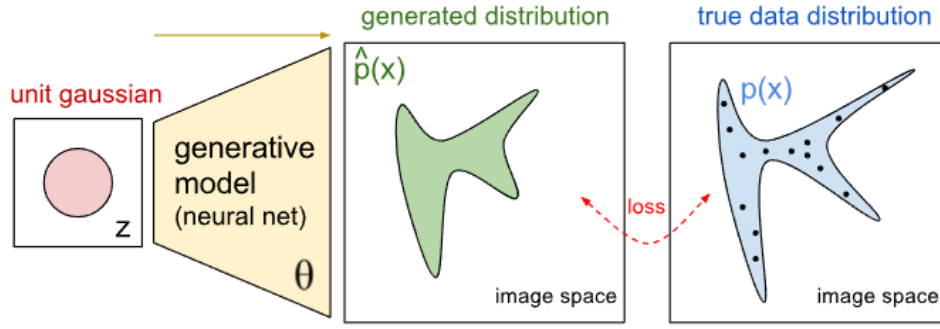 generated distribution
true data distribution
unit gaussian
z
generative
model
(neural net)
θ
p̂(x)
image space
loss
p(x)
image space